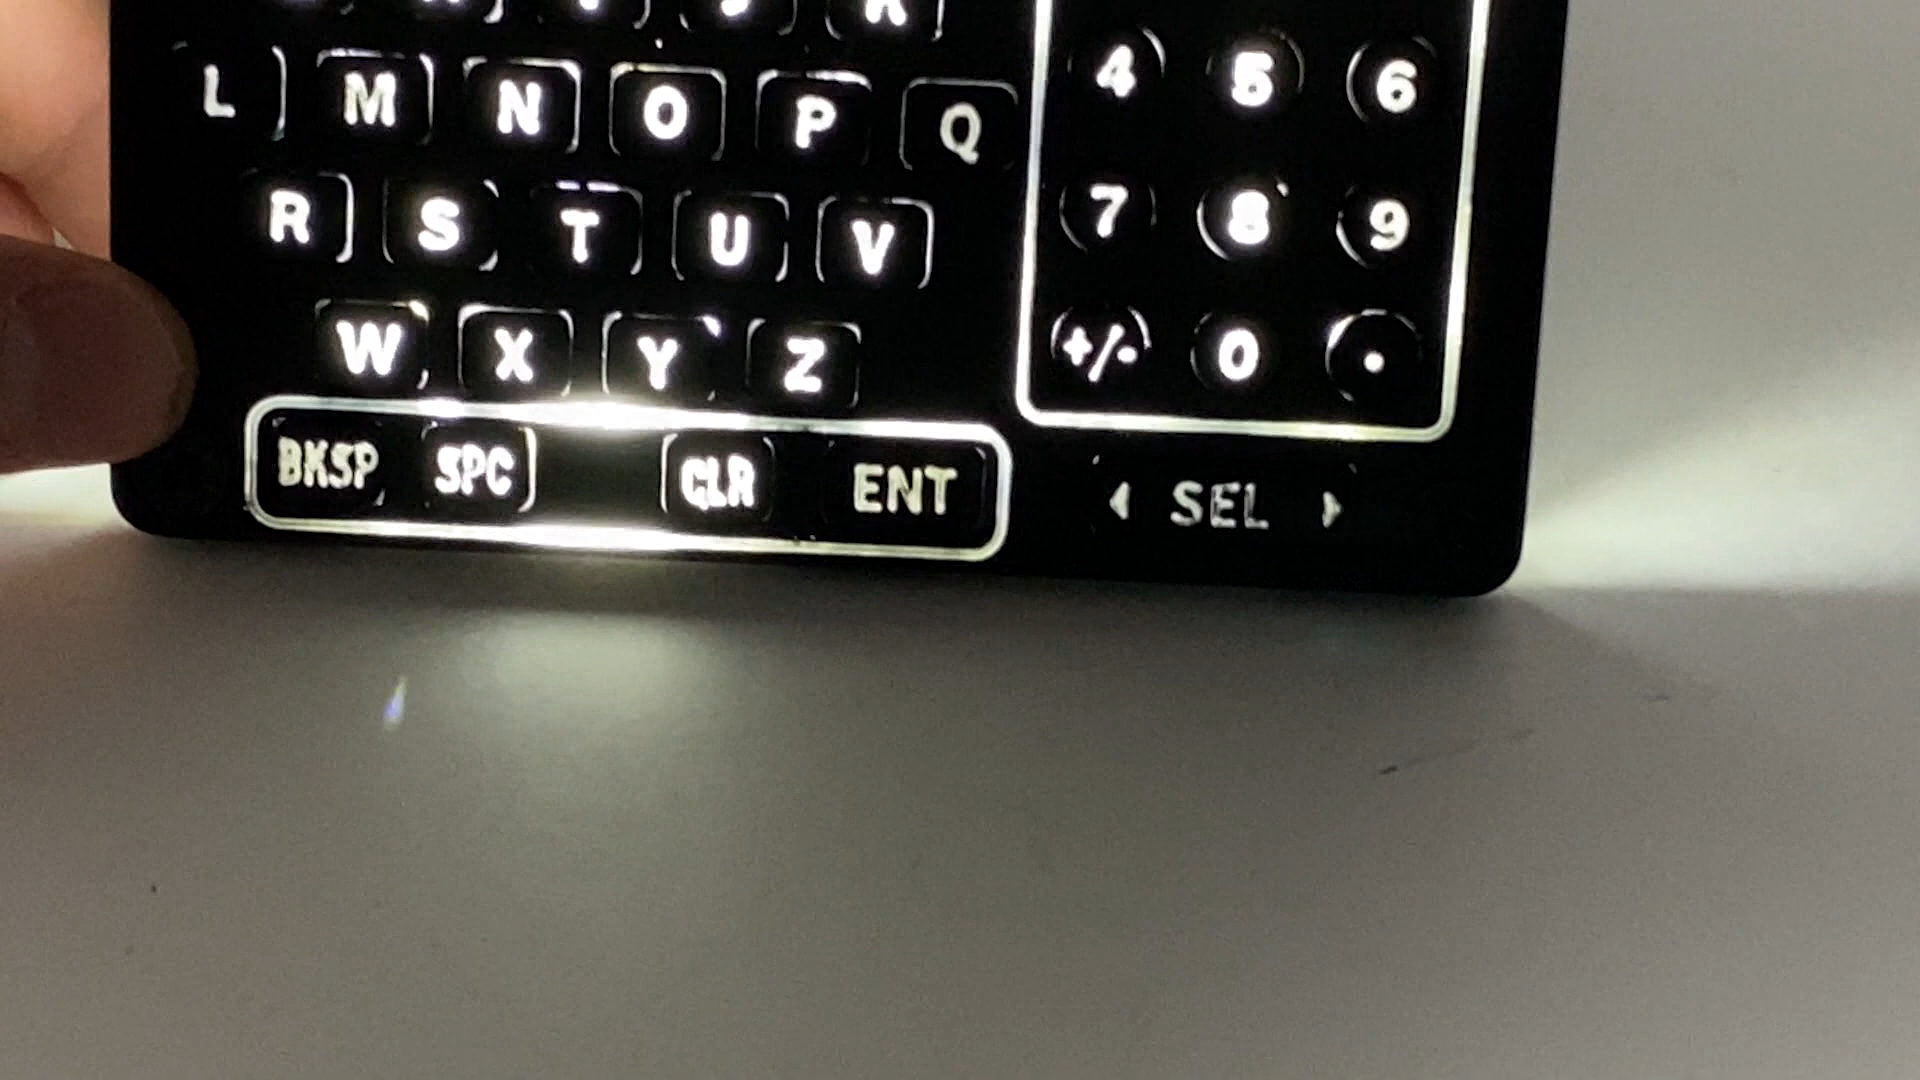 L M N O P Q
R S T U V
W X Y Z
BKSP SPC CLR ENT
4 5 6
7 8 9
+/- 0 .
SEL